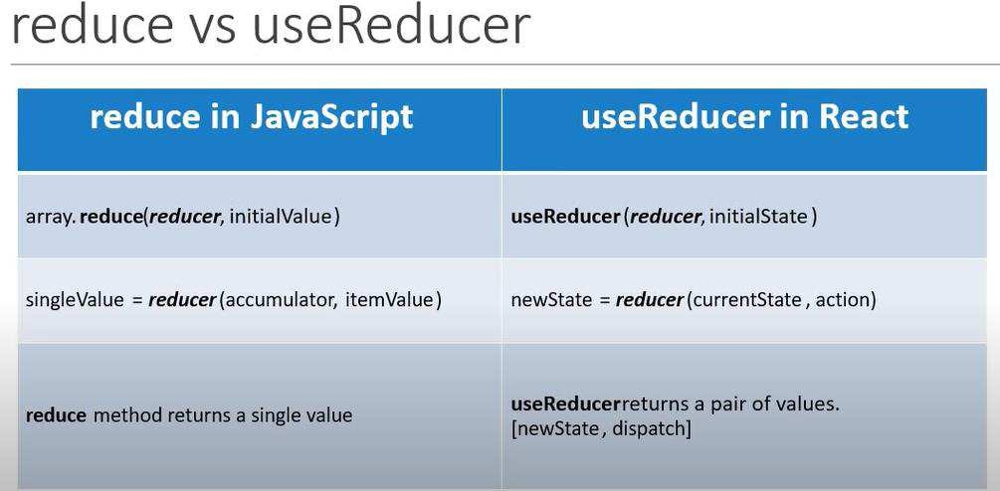 reduce vs useReducer
reduce in JavaScript
useReducer in React
array.reduce(reducer, initialValue)
useReducer(reducer, initialState)
singleValue = reducer(accumulator, itemValue)
newState = reducer(currentState, action)
reduce method returns a single value
useReducer returns a pair of values.
[newState, dispatch]